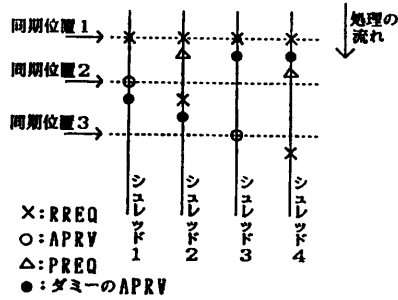 同期位置1
処理の
流れ
同期位置2
同期位置3
シュレッド1
シュレッド2
シュレッド3
シュレッド4
×:RREQ
○:APRV
△:PREQ
●:ダミーのAPRV